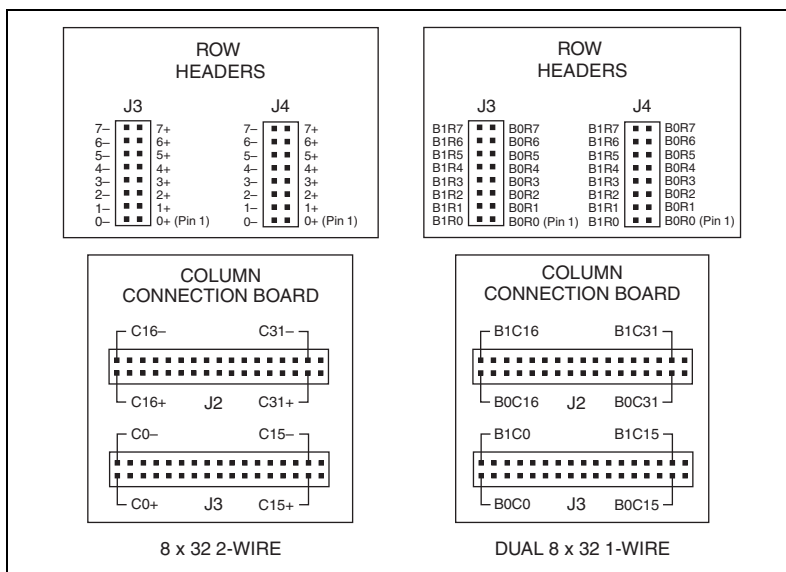 ROW
HEADERS
J3 J4
7– 7+ 7– 7+
6– 6+ 6– 6+
5– 5+ 5– 5+
4– 4+ 4– 4+
3– 3+ 3– 3+
2– 2+ 2– 2+
1– 1+ 1– 1+
0– 0+ (Pin 1) 0– 0+ (Pin 1)
COLUMN
CONNECTION BOARD
C16– C31–
C16+ J2 C31+
C0– C15–
C0+ J3 C15+
8 x 32 2-WIRE
ROW
HEADERS
J3 J4
B1R7 B0R7 B1R7 B0R7
B1R6 B0R6 B1R6 B0R6
B1R5 B0R5 B1R5 B0R5
B1R4 B0R4 B1R4 B0R4
B1R3 B0R3 B1R3 B0R3
B1R2 B0R2 B1R2 B0R2
B1R1 B0R1 B1R1 B0R1
B1R0 B0R0 (Pin 1) B1R0 B0R0 (Pin 1)
COLUMN
CONNECTION BOARD
B1C16 B1C31
B0C16 J2 B0C31
B1C0 B1C15
B0C0 J3 B0C15
DUAL 8 x 32 1-WIRE